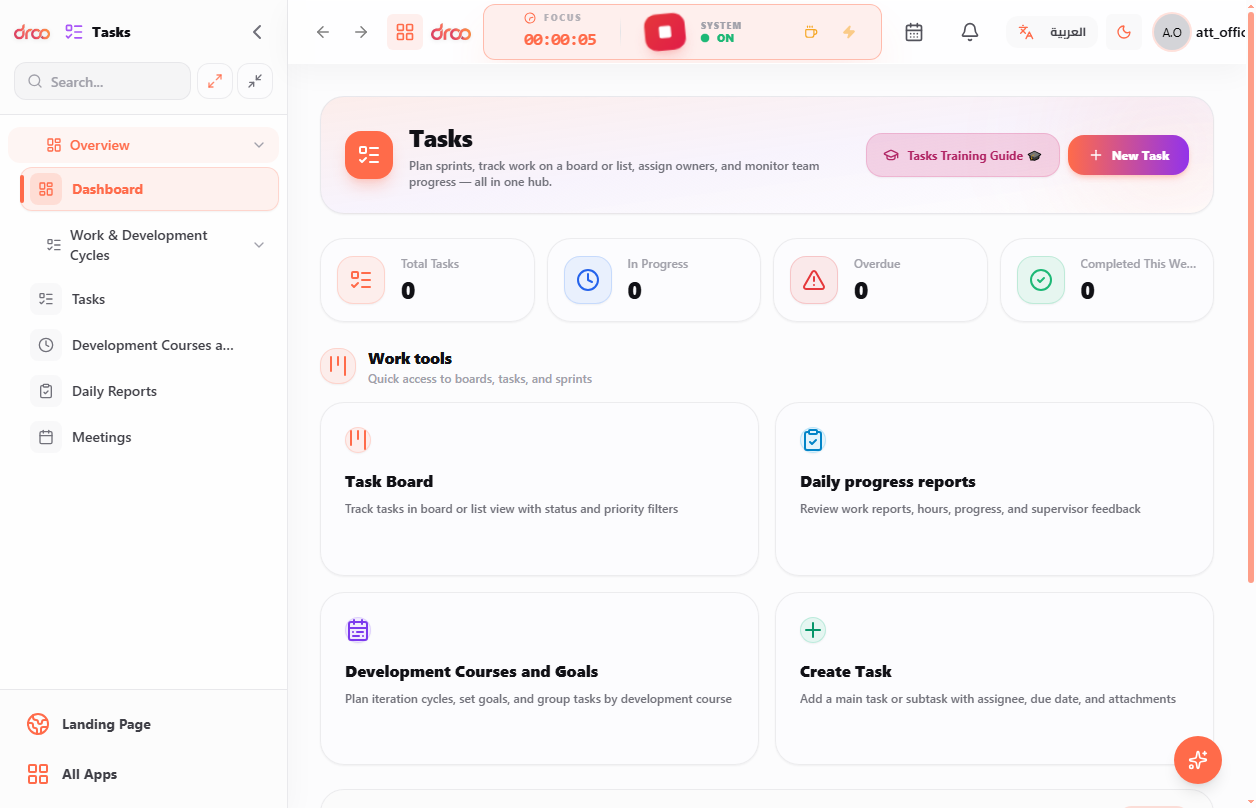 droo
Tasks
Search...
Overview
Dashboard
Work & Development
Cycles
Tasks
Development Courses a...
Daily Reports
Meetings
Landing Page
All Apps
droo
FOCUS
00:00:05
SYSTEM
ON
العربية
A.O
Tasks
Plan sprints, track work on a board or list, assign owners, and monitor team
progress — all in one hub.
Tasks Training Guide 🎓
New Task
Total Tasks
0
In Progress
0
Overdue
0
Completed This We...
0
Work tools
Quick access to boards, tasks, and sprints
Task Board
Track tasks in board or list view with status and priority filters
Daily progress reports
Review work reports, hours, progress, and supervisor feedback
Development Courses and Goals
Plan iteration cycles, set goals, and group tasks by development course
Create Task
Add a main task or subtask with assignee, due date, and attachments